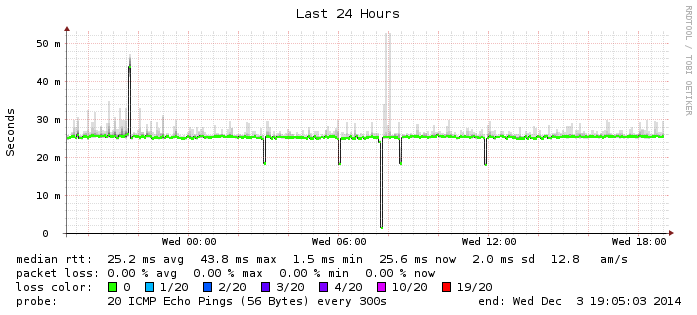 Last 24 Hours
RRDTOOL / TOBI OETIKER
Seconds
50 m
40 m
30 m
20 m
10 m
0
Wed 00:00 Wed 06:00 Wed 12:00 Wed 18:00
median rtt: 25.2 ms avg 43.8 ms max 1.5 ms min 25.6 ms now 2.0 ms sd 12.8 am/s
packet loss: 0.00 % avg 0.00 % max 0.00 % min 0.00 % now
loss color: 0 1/20 2/20 3/20 4/20 10/20 19/20
probe: 20 ICMP Echo Pings (56 Bytes) every 300s end: Wed Dec 3 19:05:03 2014